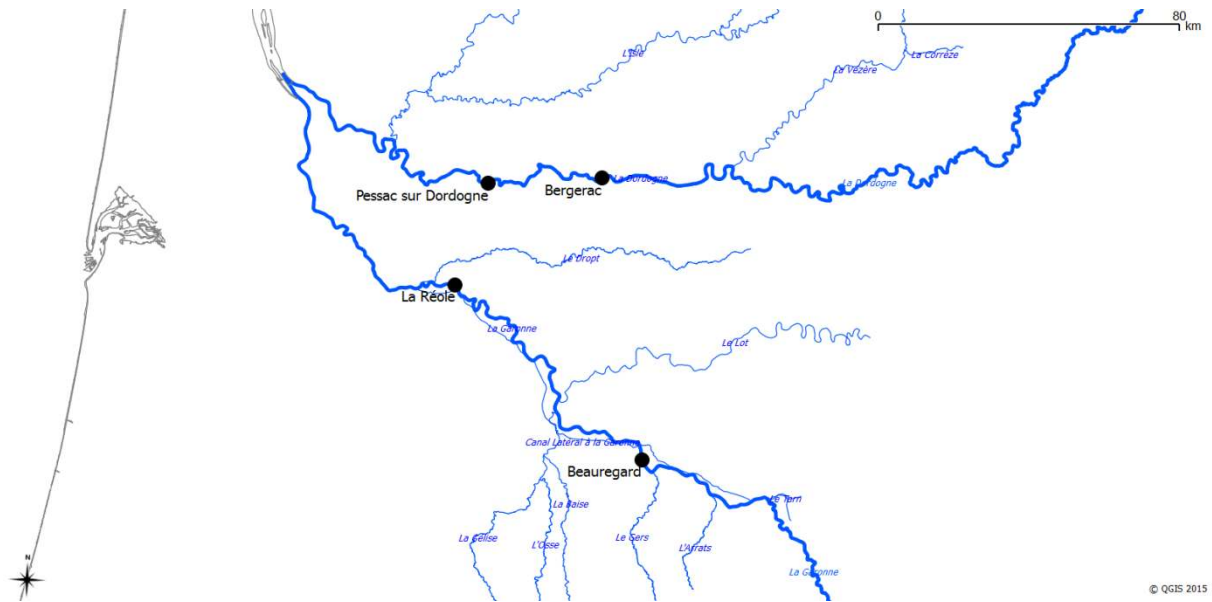 0 80
km
L'Isle
La Corrèze
La Vézère
La Dordogne
La Dordogne
Bergerac
Pessac sur Dordogne
Le Dropt
La Réole
La Garonne
Le Lot
Canal Latéral à la Garonne
Beauregard
Le Tarn
La Baïse
La Gélise
L'Osse
Le Gers
L'Arrats
La Garonne
N
© QGIS 2015